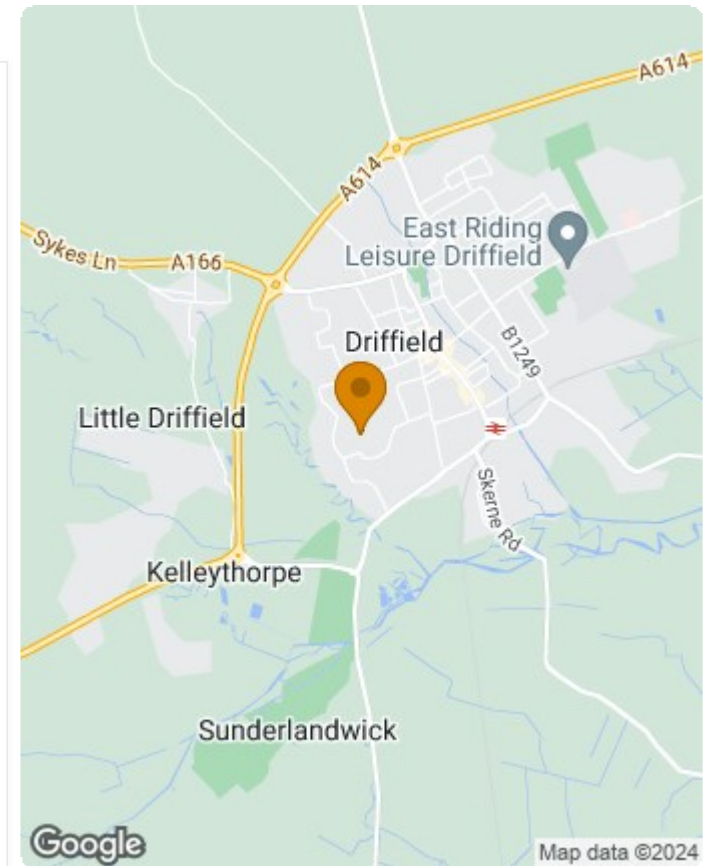 A614
A614
Sykes Ln
A166
East Riding
Leisure Driffield
Driffield
B1249
Little Driffield
Skerne Rd
Kelleythorpe
Sunderlandwick
Google
Map data ©2024